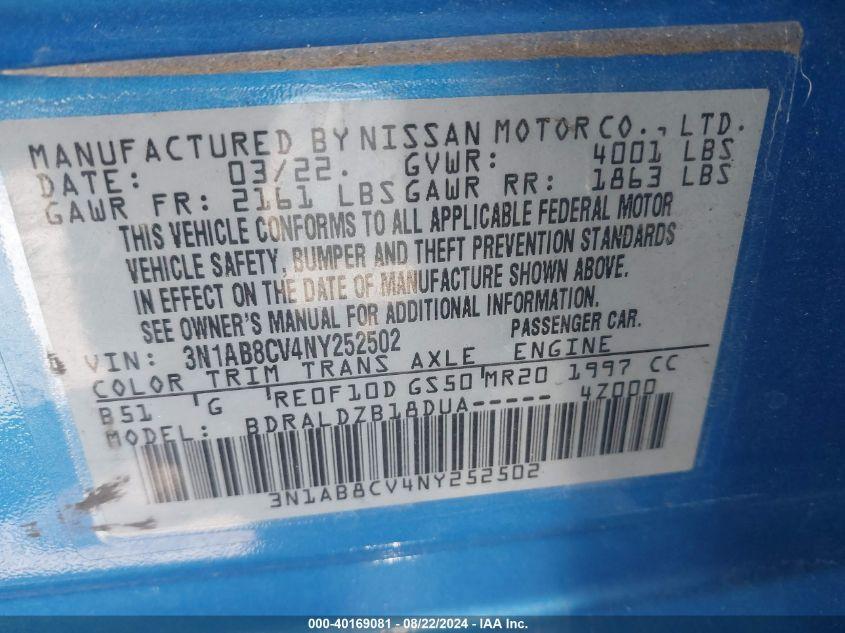 MANUFACTURED BY NISSAN MOTOR CO., LTD.
DATE: 03/22. GVWR: 4001 LBS
GAWR FR: 2161 LBS GAWR RR: 1863 LBS
THIS VEHICLE CONFORMS TO ALL APPLICABLE FEDERAL MOTOR
VEHICLE SAFETY, BUMPER AND THEFT PREVENTION STANDARDS
IN EFFECT ON THE DATE OF MANUFACTURE SHOWN ABOVE.
SEE OWNER'S MANUAL FOR ADDITIONAL INFORMATION.
VIN: 3N1AB8CV4NY252502 PASSENGER CAR.
COLOR TRIM TRANS AXLE ENGINE
B51 G RE0F10D GS50 MR20 1997 CC
MODEL: BDRALDZB18DUA----- 4Z000
3N1AB8CV4NY252502
000-40169081 - 08/22/2024 - IAA Inc.